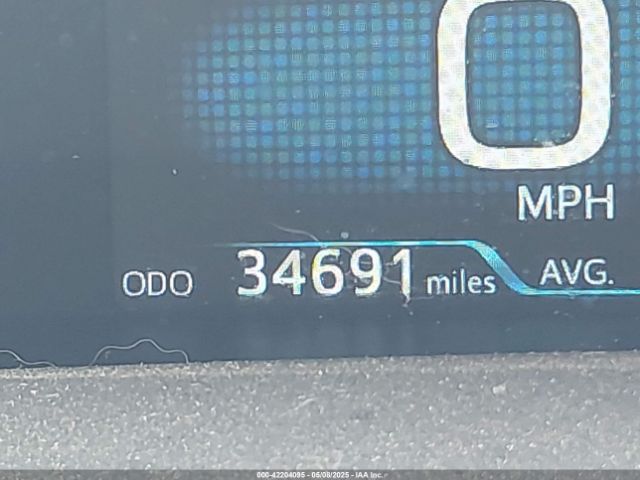 0
MPH
ODO 34691 miles AVG.
000-42204095 - 05/08/2025 - IAA Inc.